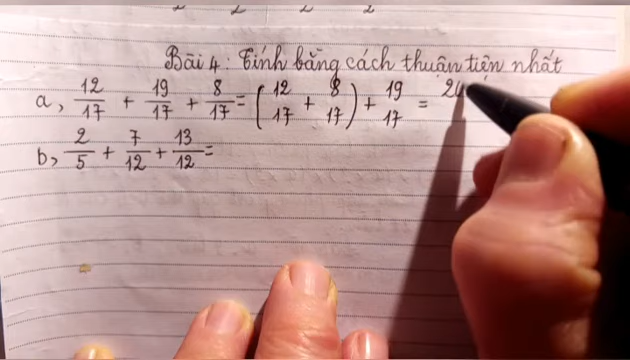 Bài 4: Tính bằng cách thuận tiện nhất
a, 12/17 + 19/17 + 8/17 = (12/17 + 8/17) + 19/17 = 20
b, 2/5 + 7/12 + 13/12 =